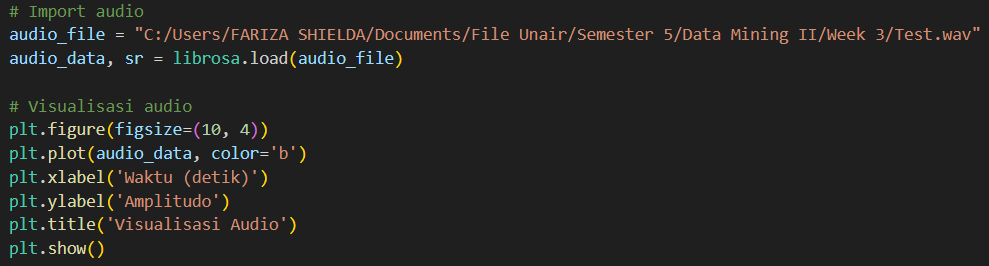 # Import audio
audio_file = "C:/Users/FARIZA SHIELDA/Documents/File Unair/Semester 5/Data Mining II/Week 3/Test.wav"
audio_data, sr = librosa.load(audio_file)
# Visualisasi audio
plt.figure(figsize=(10, 4))
plt.plot(audio_data, color='b')
plt.xlabel('Waktu (detik)')
plt.ylabel('Amplitudo')
plt.title('Visualisasi Audio')
plt.show()